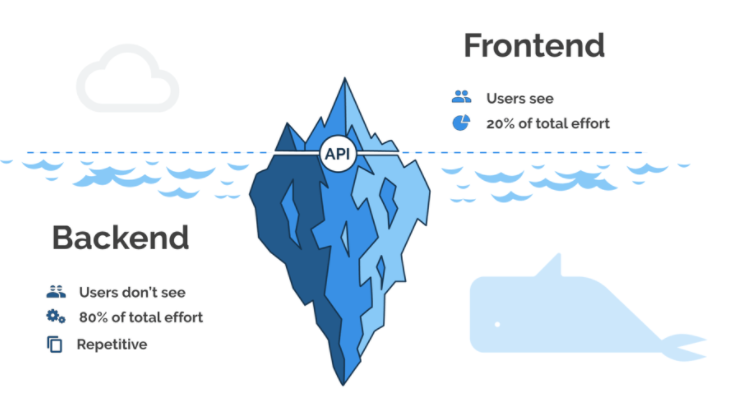 Frontend
Users see
20% of total effort
API
Backend
Users don't see
80% of total effort
Repetitive